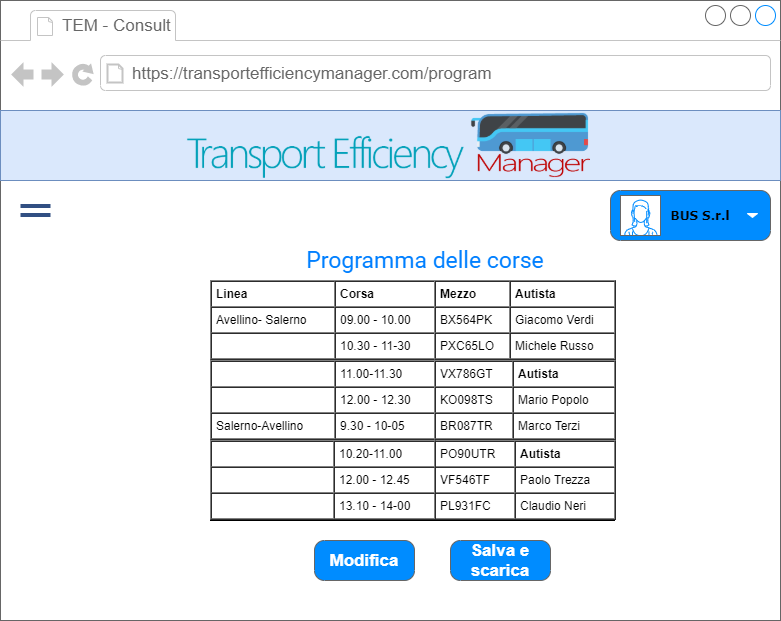 TEM - Consult
https://transportefficiencymanager.com/program
Transport Efficiency Manager
BUS S.r.l
Programma delle corse
Linea Corsa Mezzo Autista
Avellino- Salerno 09.00 - 10.00 BX564PK Giacomo Verdi
10.30 - 11-30 PXC65LO Michele Russo
11.00-11.30 VX786GT Autista
12.00 - 12.30 KO098TS Mario Popolo
Salerno-Avellino 9.30 - 10-05 BR087TR Marco Terzi
10.20-11.00 PO90UTR Autista
12.00 - 12.45 VF546TF Paolo Trezza
13.10 - 14-00 PL931FC Claudio Neri
Modifica
Salva e
scarica